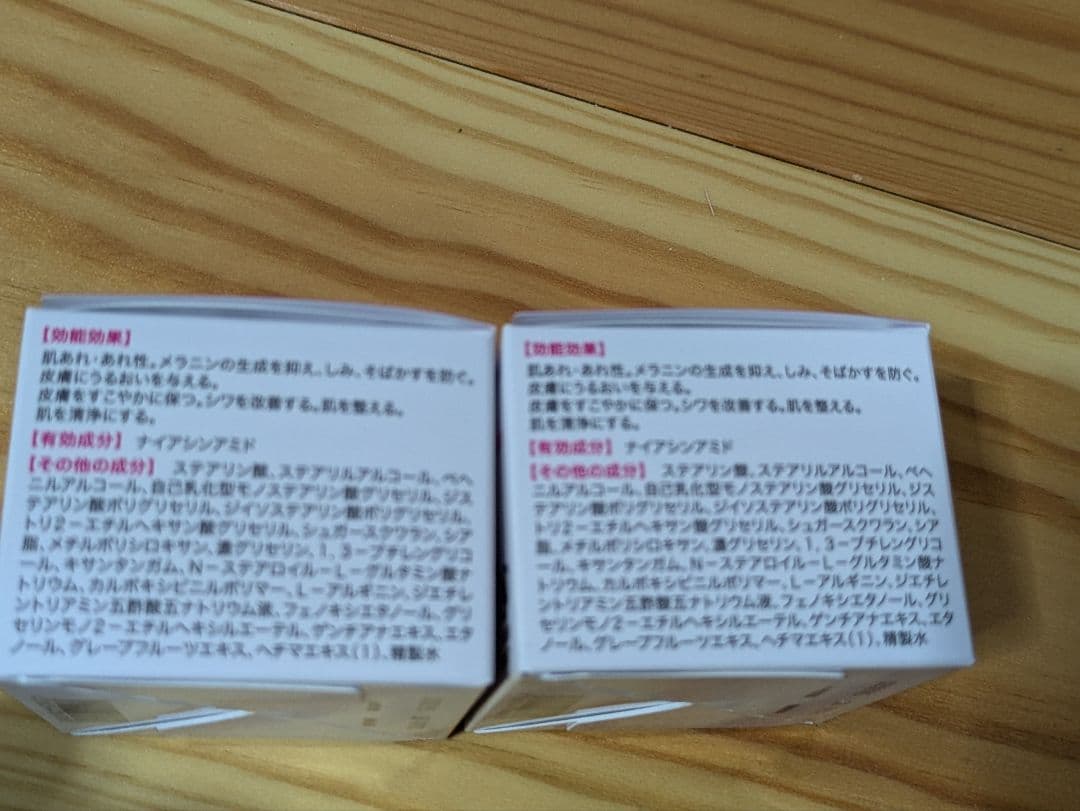 【効能効果】
肌あれ・あれ性。メラニンの生成を抑え、しみ、そばかすを防ぐ。
皮膚にうるおいを与える。
皮膚をすこやかに保つ。シワを改善する。肌を整える。
肌を清浄にする。
【有効成分】 ナイアシンアミド
【その他の成分】 ステアリン酸、ステアリルアルコール、ベヘ
ニルアルコール、自己乳化型モノステアリン酸グリセリル、ジス
テアリン酸ポリグリセリル、ジイソステアリン酸ポリグリセリル、
トリ2-エチルヘキサン酸グリセリル、シュガースクワラン、シア
脂、メチルポリシロキサン、濃グリセリン、1,3-ブチレングリコ
ール、キサンタンガム、N-ステアロイル-L-グルタミン酸ナ
トリウム、カルボキシビニルポリマー、L-アルギニン、ジエチレ
ントリアミン五酢酸五ナトリウム液、フェノキシエタノール、グリ
セリンモノ2-エチルヘキシルエーテル、ゲンチアナエキス、エタ
ノール、グレープフルーツエキス、ヘチマエキス(1)、精製水
【効能効果】
肌あれ・あれ性。メラニンの生成を抑え、しみ、そばかすを防ぐ。
皮膚にうるおいを与える。
皮膚をすこやかに保つ。シワを改善する。肌を整える。
肌を清浄にする。
【有効成分】 ナイアシンアミド
【その他の成分】 ステアリン酸、ステアリルアルコール、ベヘ
ニルアルコール、自己乳化型モノステアリン酸グリセリル、ジス
テアリン酸ポリグリセリル、ジイソステアリン酸ポリグリセリル、
トリ2-エチルヘキサン酸グリセリル、シュガースクワラン、シア
脂、メチルポリシロキサン、濃グリセリン、1,3-ブチレングリコ
ール、キサンタンガム、N-ステアロイル-L-グルタミン酸ナ
トリウム、カルボキシビニルポリマー、L-アルギニン、ジエチレ
ントリアミン五酢酸五ナトリウム液、フェノキシエタノール、グリ
セリンモノ2-エチルヘキシルエーテル、ゲンチアナエキス、エタ
ノール、グレープフルーツエキス、ヘチマエキス(1)、精製水